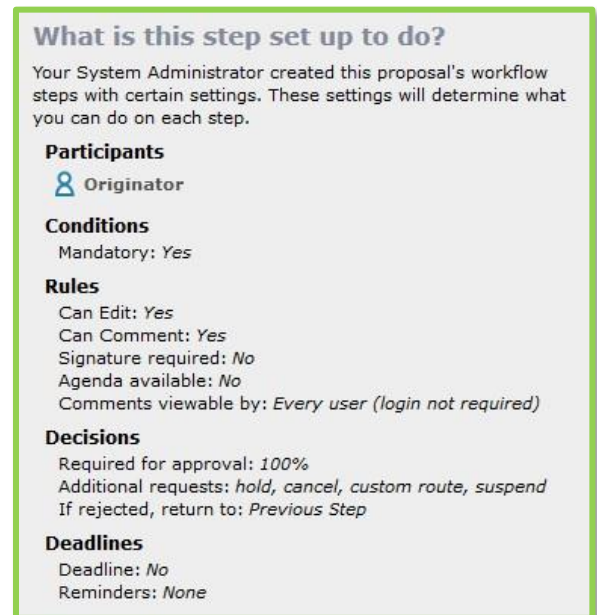 What is this step set up to do?
Your System Administrator created this proposal's workflow
steps with certain settings. These settings will determine what
you can do on each step.
Participants
Originator
Conditions
Mandatory: Yes
Rules
Can Edit: Yes
Can Comment: Yes
Signature required: No
Agenda available: No
Comments viewable by: Every user (login not required)
Decisions
Required for approval: 100%
Additional requests: hold, cancel, custom route, suspend
If rejected, return to: Previous Step
Deadlines
Deadline: No
Reminders: None